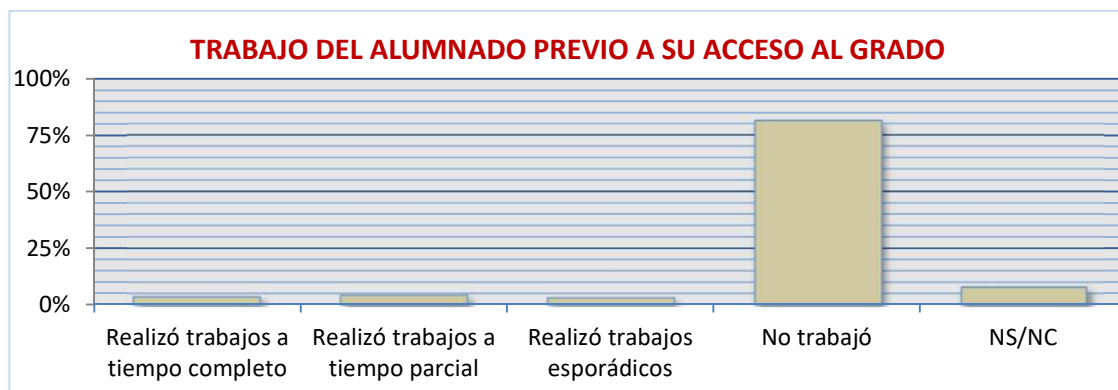 TRABAJO DEL ALUMNADO PREVIO A SU ACCESO AL GRADO
100%
75%
50%
25%
0%
Realizó trabajos a
tiempo completo
Realizó trabajos a
tiempo parcial
Realizó trabajos
esporádicos
No trabajó
NS/NC